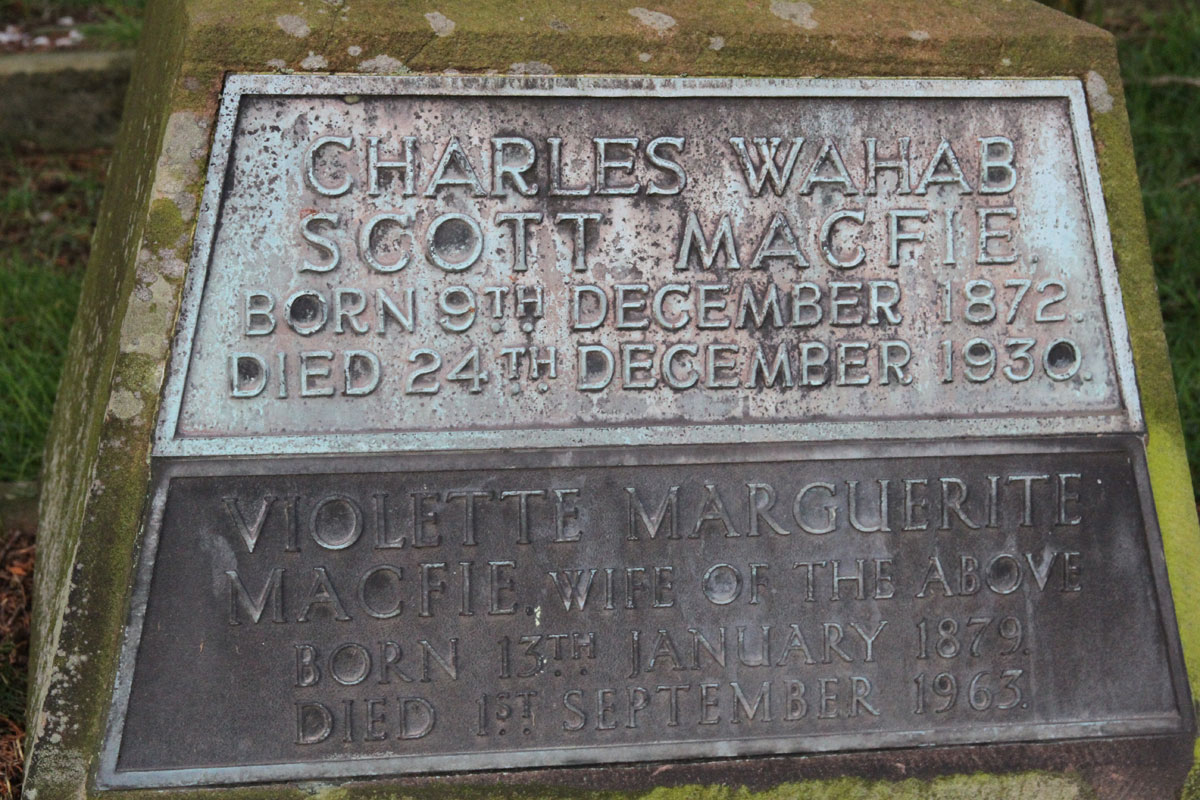 CHARLES WAHAB
SCOTT MACFIE.
BORN 9TH DECEMBER 1872.
DIED 24TH DECEMBER 1930.
VIOLETTE MARGUERITE
MACFIE WIFE OF THE ABOVE
BORN 13TH JANUARY 1879.
DIED 1ST SEPTEMBER 1963.